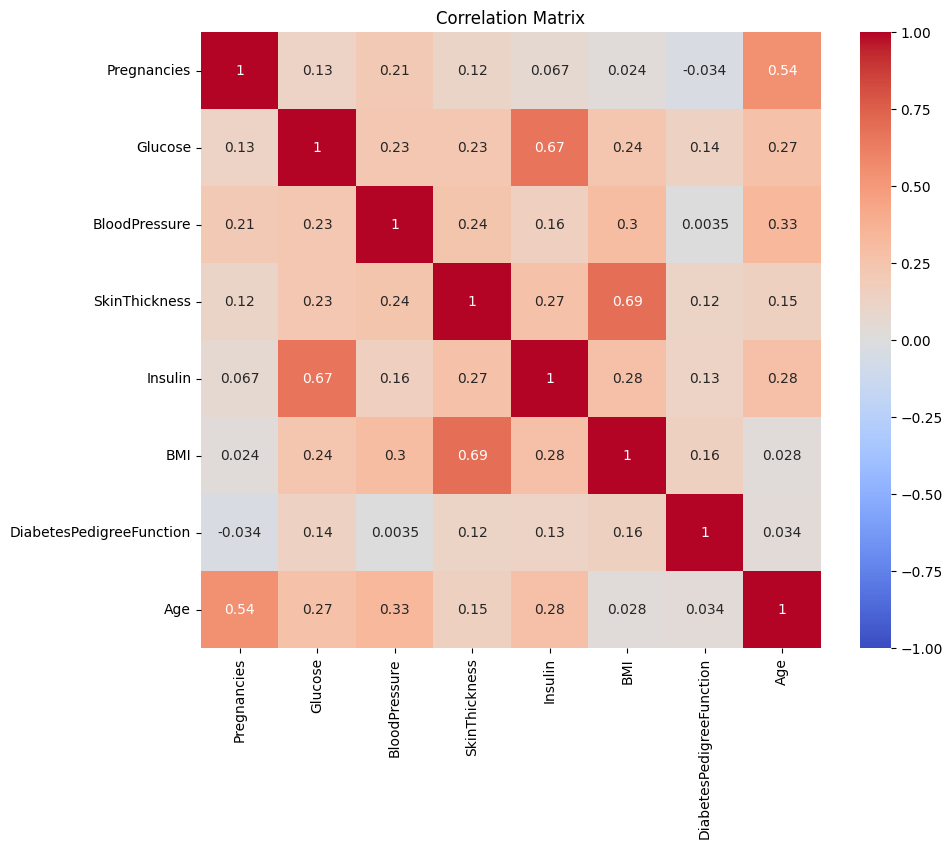 Correlation Matrix
Pregnancies 1 0.13 0.21 0.12 0.067 0.024 -0.034 0.54
Glucose 0.13 1 0.23 0.23 0.67 0.24 0.14 0.27
BloodPressure 0.21 0.23 1 0.24 0.16 0.3 0.0035 0.33
SkinThickness 0.12 0.23 0.24 1 0.27 0.69 0.12 0.15
Insulin 0.067 0.67 0.16 0.27 1 0.28 0.13 0.28
BMI 0.024 0.24 0.3 0.69 0.28 1 0.16 0.028
DiabetesPedigreeFunction -0.034 0.14 0.0035 0.12 0.13 0.16 1 0.034
Age 0.54 0.27 0.33 0.15 0.28 0.028 0.034 1
Pregnancies
Glucose
BloodPressure
SkinThickness
Insulin
BMI
DiabetesPedigreeFunction
Age
1.00
0.75
0.50
0.25
0.00
−0.25
−0.50
−0.75
−1.00